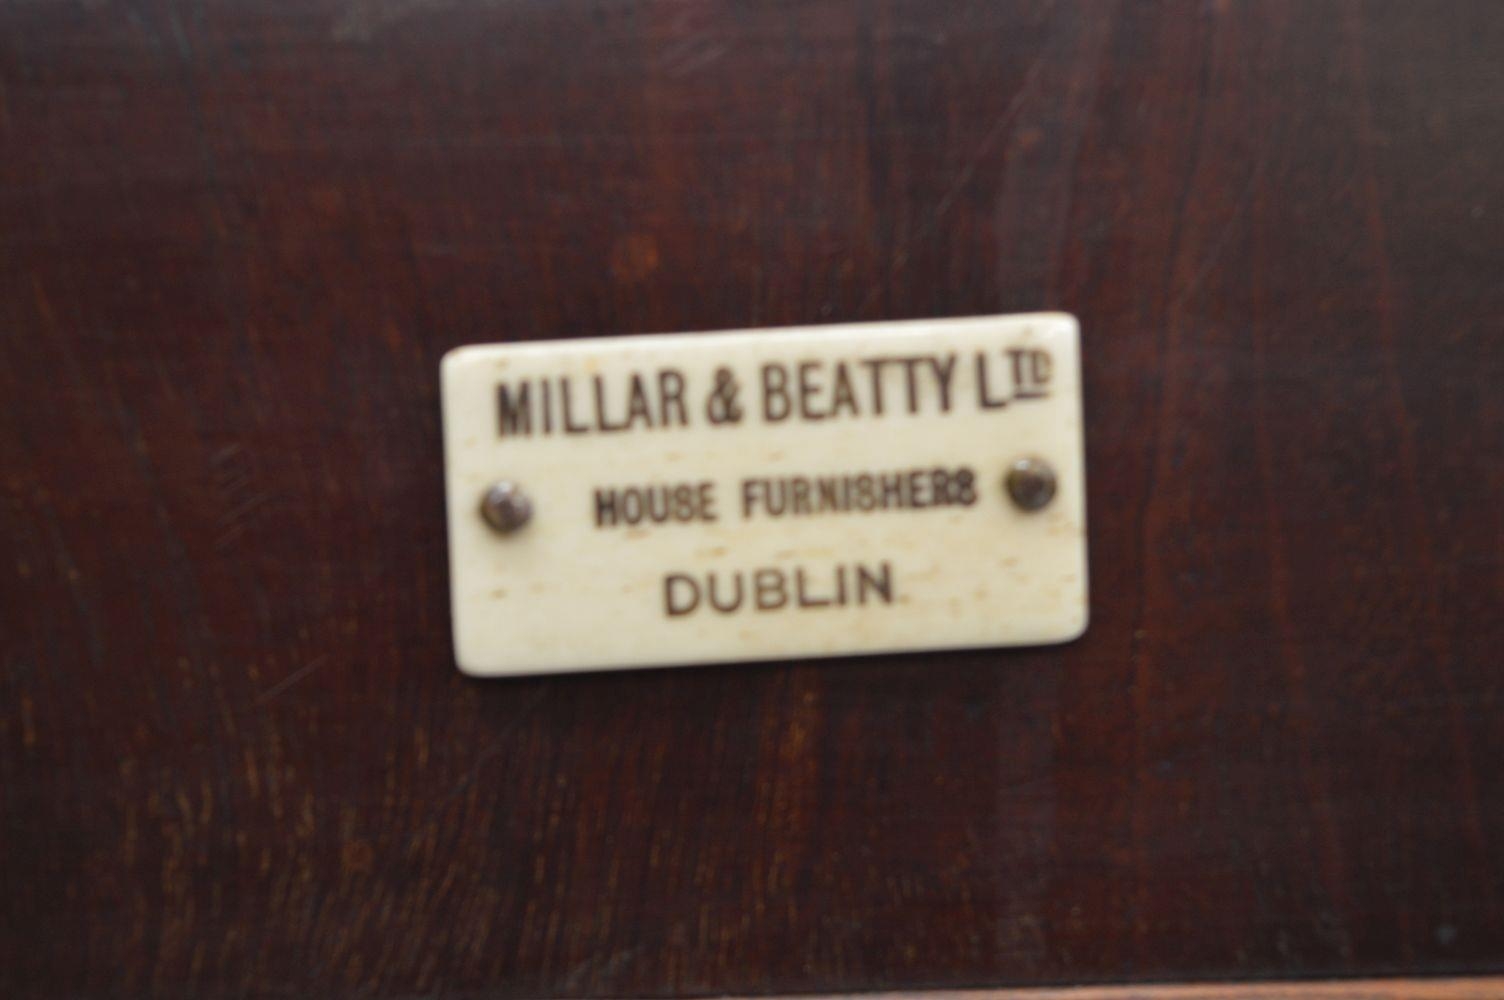 MILLAR & BEATTY LTD
HOUSE FURNISHERS
DUBLIN